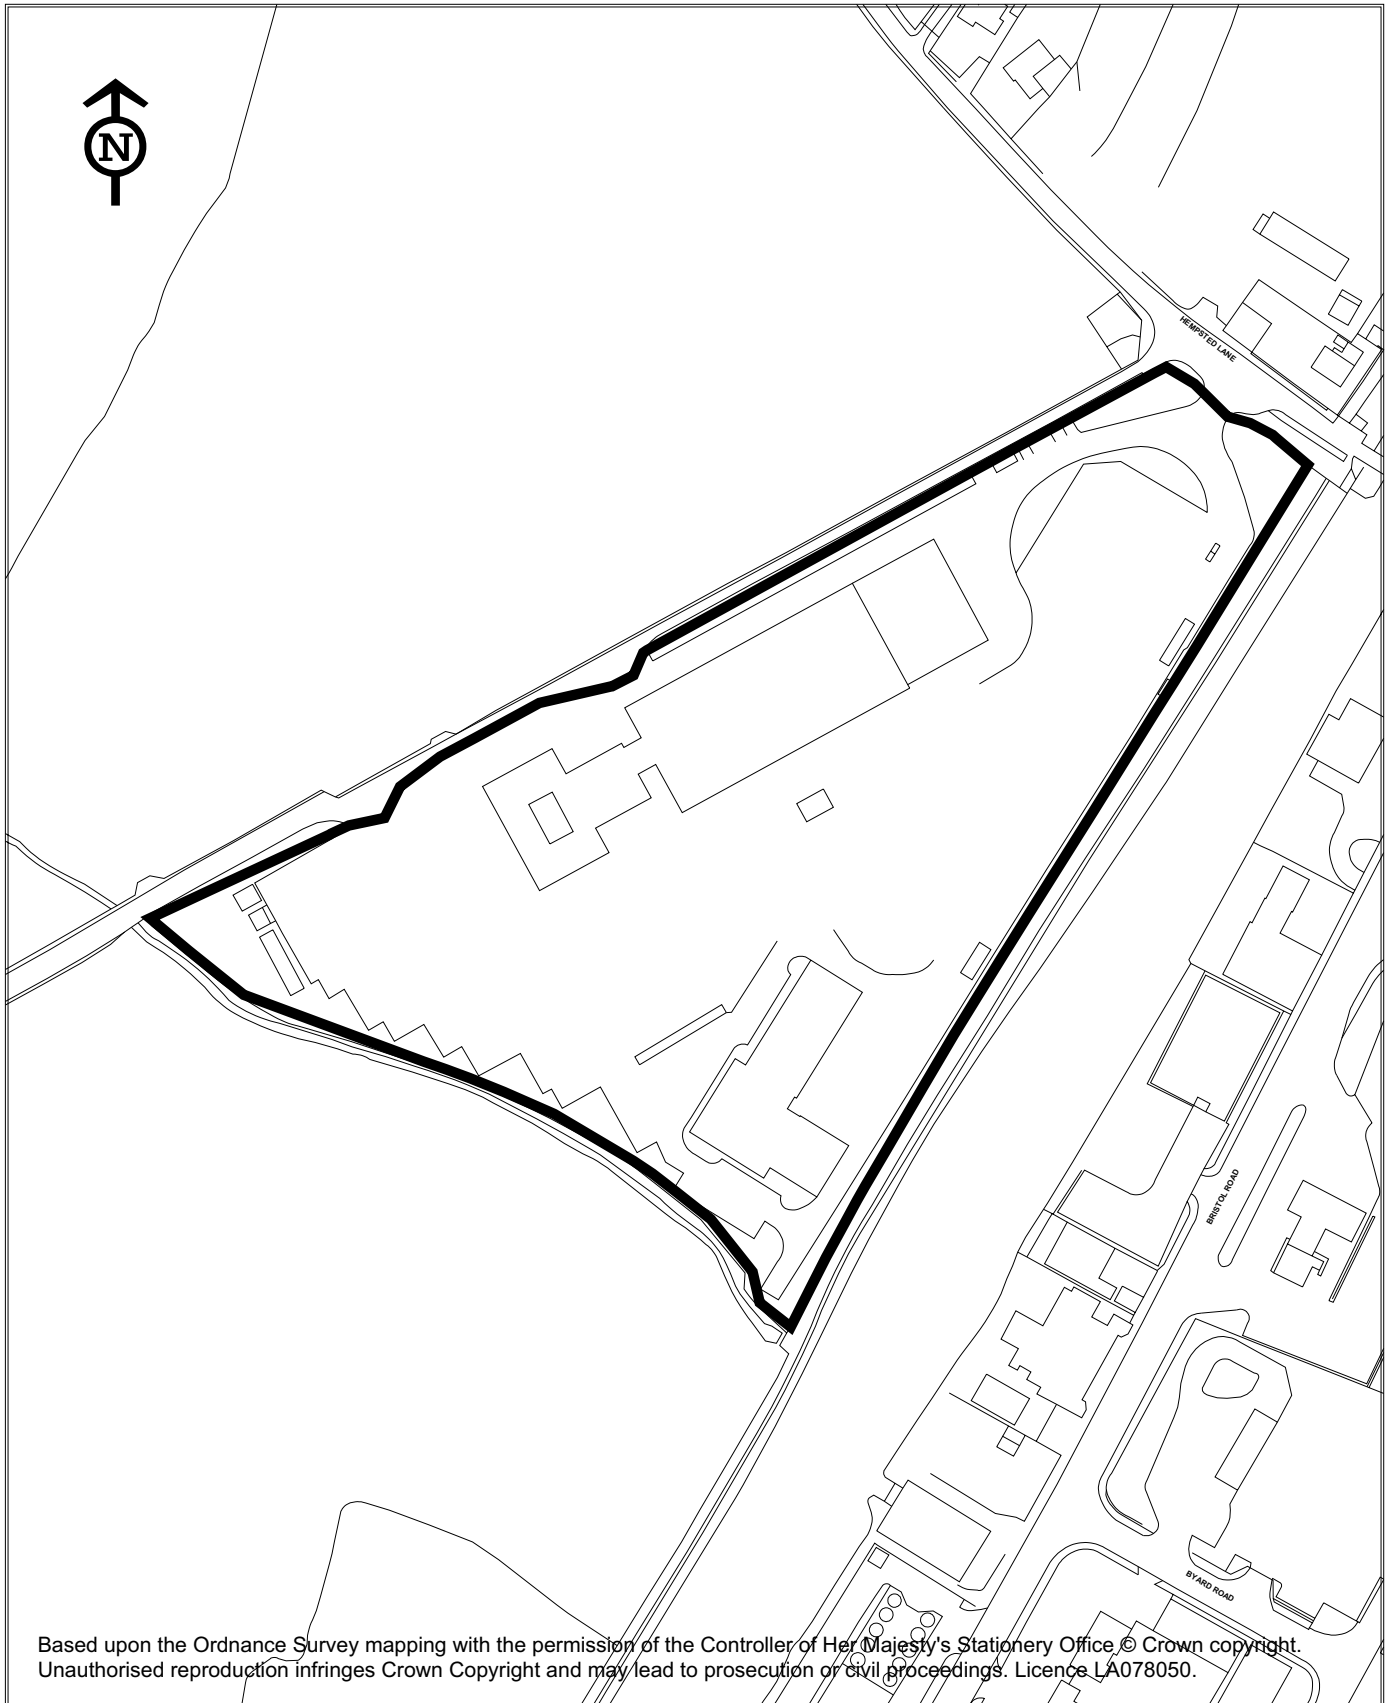 N
HEMPSTED LANE
BRISTOL ROAD
BYARD ROAD
Based upon the Ordnance Survey mapping with the permission of the Controller of Her Majesty's Stationery Office © Crown copyright.
Unauthorised reproduction infringes Crown Copyright and may lead to prosecution or civil proceedings. Licence LA078050.